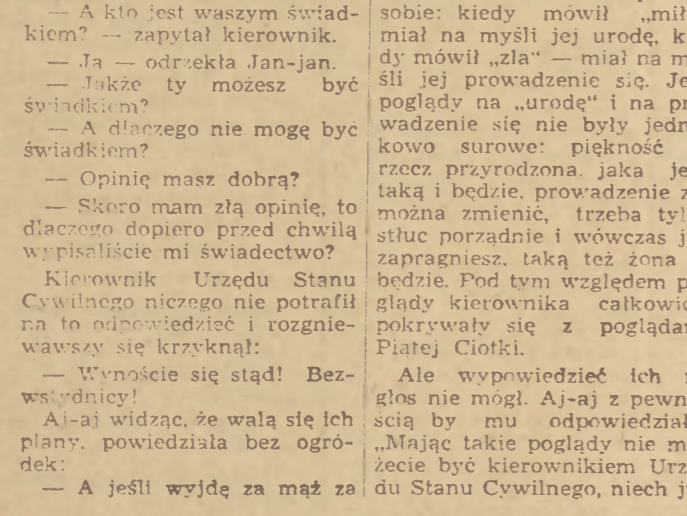 — A kto jest waszym świad-
kiem? — zapytał kierownik.
— Ja — odrzekła Jan-jan.
— Jakże ty możesz być
świadkiem?
— A dlaczego nie mogę być
świadkiem?
— Opinię masz dobrą?
— Skoro mam złą opinię, to
dlaczego dopiero przed chwilą
wypisaliście mi świadectwo?
Kierownik Urzędu Stanu
Cywilnego niczego nie potrafił
na to odpowiedzieć i rozgnie-
wawszy się krzyknął:
— Wynoście się stąd! Bez-
wstydnicy!
Aj-aj widząc, że walą się ich
plany, powiedziała bez ogró-
dek:
— A jeśli wyjdę za mąż za
sobie: kiedy mówił „mił
miał na myśli jej urodę, k
dy mówił „zła“ — miał na m
śli jej prowadzenie się. Je
poglądy na „urodę“ i na pr
wadzenie się nie były jedn
kowo surowe: piękność
rzecz przyrodzona, jaka je
taką i będzie, prowadzenie z
można zmienić, trzeba tyl
stłuc porządnie i wówczas j
zapragniesz, taką też żona
będzie. Pod tym względem p
glądy kierownika całkowic
pokrywały się z poglądar
Piątej Ciotki.
Ale wypowiedzieć ich n
głos nie mógł. Aj-aj z pewn
ścią by mu odpowiedział
„Mając takie poglądy nie m
żecie być kierownikiem Urz
du Stanu Cywilnego, niech j